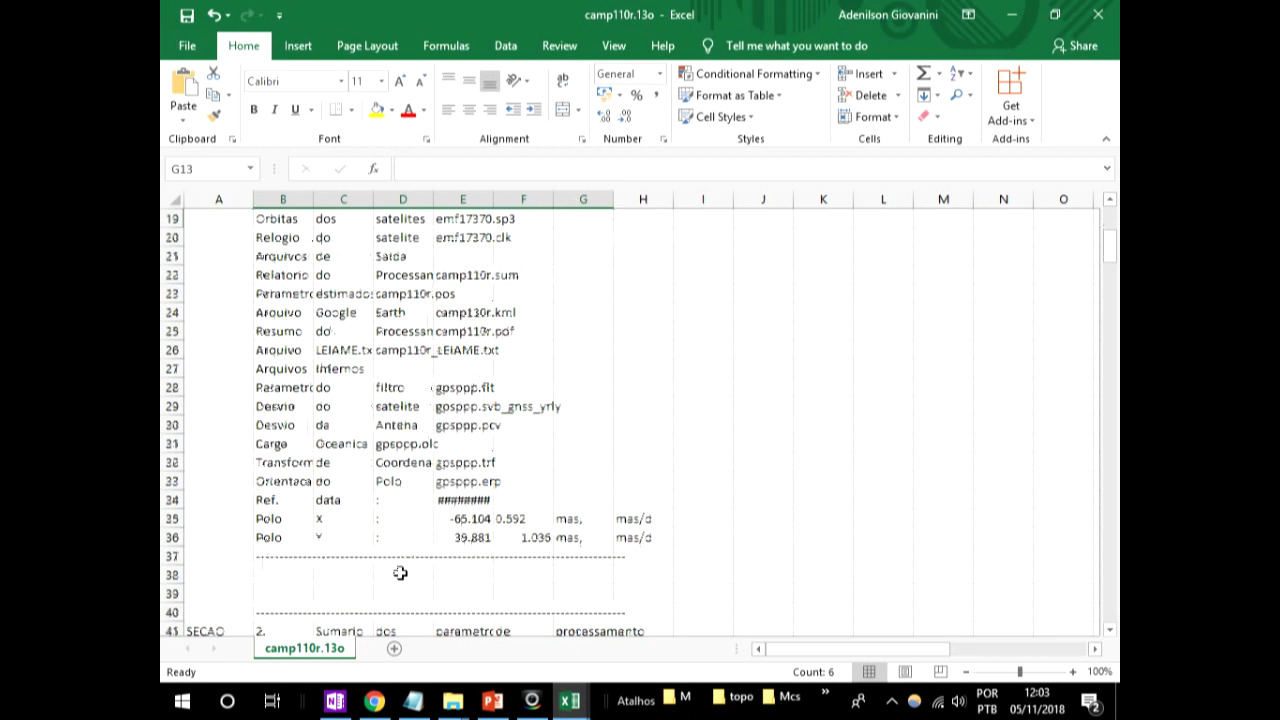 camp110r.13o - Excel
Adenilson Giovanini
File Home Insert Page Layout Formulas Data Review View Help Tell me what you want to do Share
Paste
Calibri 11 General
B I U
Conditional Formatting
Format as Table
Cell Styles
Insert
Delete
Format
Get Add-ins
Clipboard Font Alignment Number Styles Cells Editing Add-ins
G13
A B C D E F G H I J K L M N O
19 Orbitas dos satelites emf17370.sp3
20 Relogio do satelite emf17370.clk
21 Arquivos de Saida
22 Relatorio do Processan camp110r.sum
23 Parametro estimados: camp110r.pos
24 Arquivo Google Earth camp110r.kml
25 Resumo do Processan camp110r.pdf
26 Arquivo LEIAME.tx camp110r_LEIAME.txt
27 Arquivos Internos
28 Parametro do filtro gpsppp.flt
29 Desvio do satelite gpsppp.svb_gnss_yrly
30 Desvio da Antena gpsppp.pcv
31 Carga Oceanica gpsppp.olc
32 Transform de Coordena gpsppp.trf
33 Orientaca do Polo gpsppp.erp
34 Ref. data : ########
35 Polo X : -65.104 0.592 mas, mas/d
36 Polo Y : 39.881 1.036 mas, mas/d
37 --------------------------------------------------------------
38
39
40 --------------------------------------------------------------
41 SECAO 2. Sumario dos parametro de processamento
camp110r.13o
Ready Count: 6 100%
Atalhos M topo Mcs »
POR
PTB
12:03
05/11/2018
2